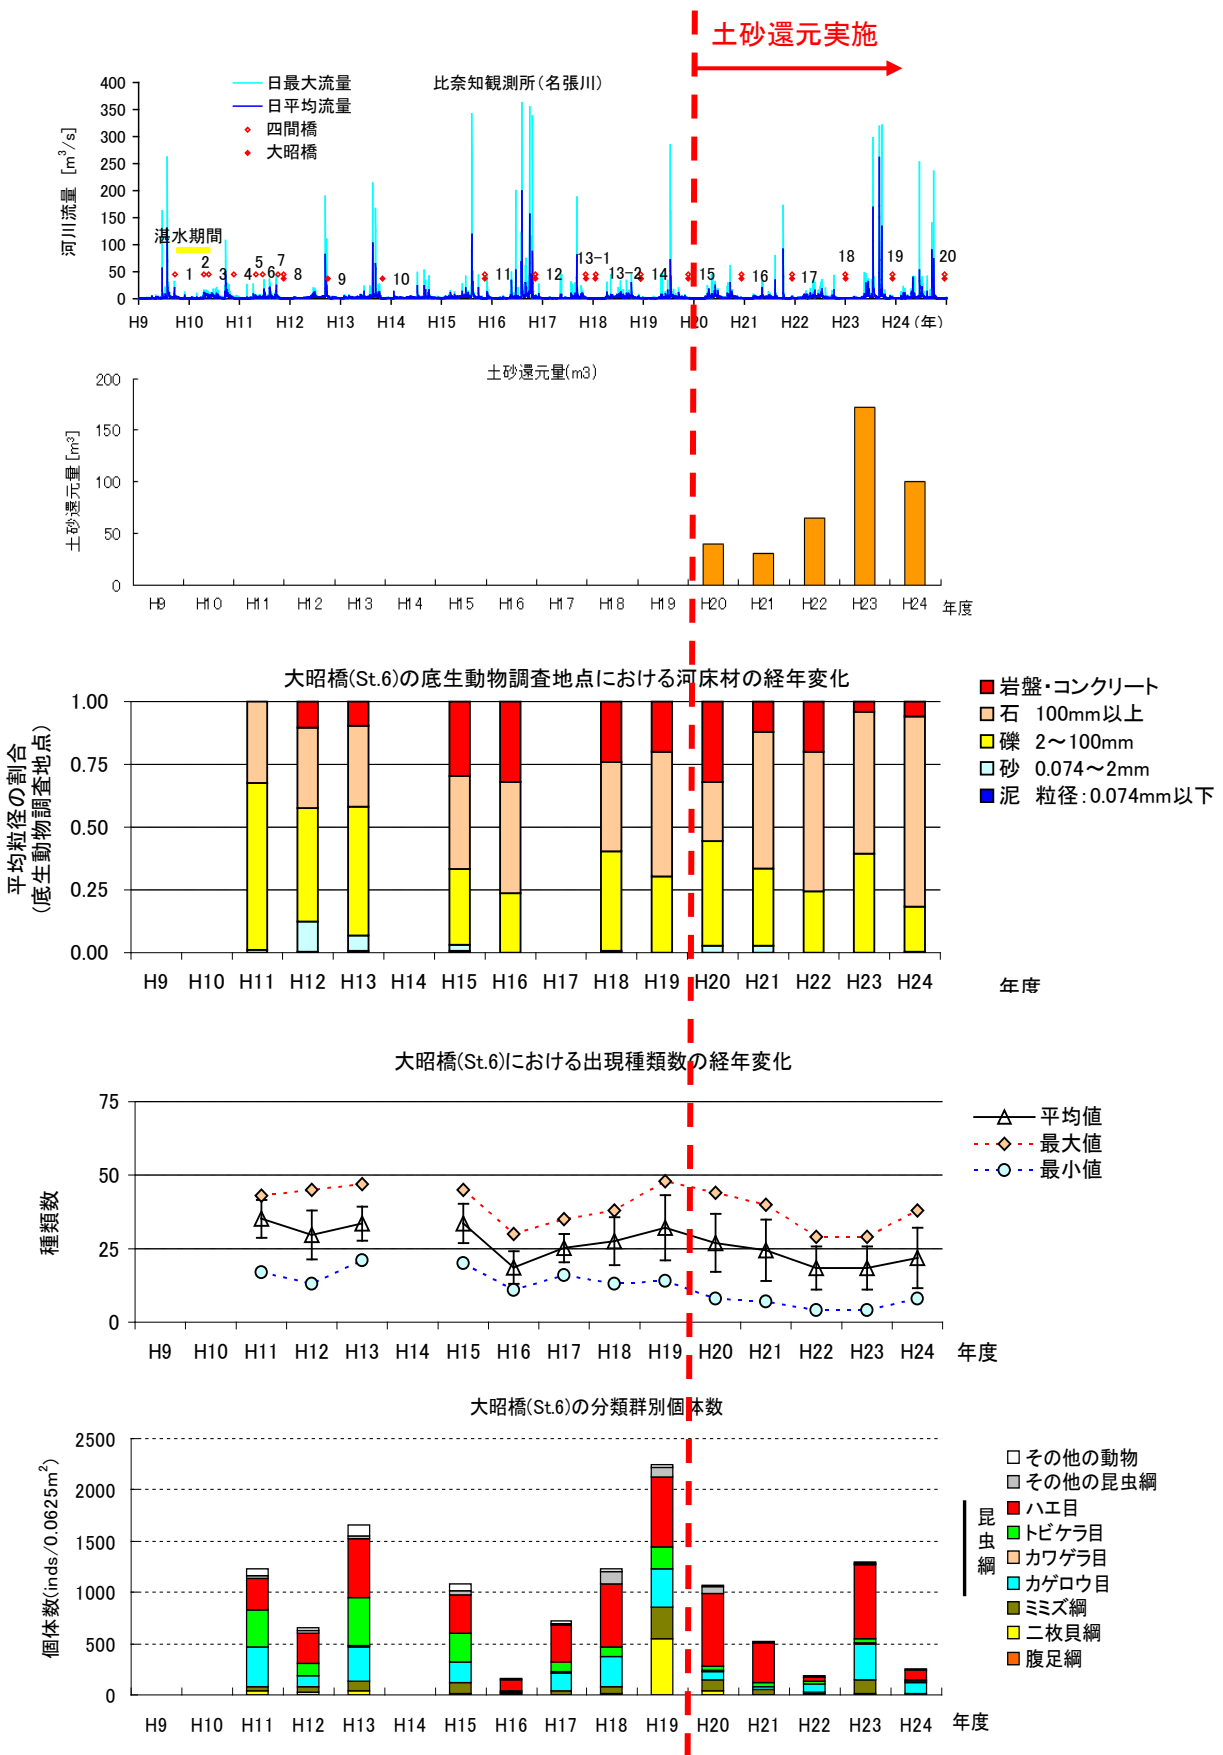 土砂還元実施
400
350
300
250
200
150
100
50
0
河川流量 [m³/s]
日最大流量
日平均流量
四間橋
大昭橋
比奈知観測所(名張川)
湛水期間
1 2 3 4 5 6 7 8 9 10 11 12 13-1 13-2 14 15 16 17 18 19 20
H9 H10 H11 H12 H13 H14 H15 H16 H17 H18 H19 H20 H21 H22 H23 H24 (年)
土砂還元量(m3)
200
150
100
50
0
土砂還元量[m³]
H9 H10 H11 H12 H13 H14 H15 H16 H17 H18 H19 H20 H21 H22 H23 H24 年度
大昭橋(St.6)の底生動物調査地点における河床材の経年変化
1.00
0.75
0.50
0.25
0.00
平均粒径の割合
(底生動物調査地点)
岩盤・コンクリート
石 100mm以上
礫 2～100mm
砂 0.074～2mm
泥 粒径:0.074mm以下
H9 H10 H11 H12 H13 H14 H15 H16 H17 H18 H19 H20 H21 H22 H23 H24 年度
大昭橋(St.6)における出現種類数の経年変化
75
50
25
0
種類数
平均値
最大値
最小値
H9 H10 H11 H12 H13 H14 H15 H16 H17 H18 H19 H20 H21 H22 H23 H24 年度
大昭橋(St.6)の分類群別個体数
2500
2000
1500
1000
500
0
個体数(inds/0.0625m²)
その他の動物
その他の昆虫綱
ハエ目
トビケラ目
カワゲラ目
カゲロウ目
ミミズ綱
二枚貝綱
腹足綱
昆虫綱
H9 H10 H11 H12 H13 H14 H15 H16 H17 H18 H19 H20 H21 H22 H23 H24 年度